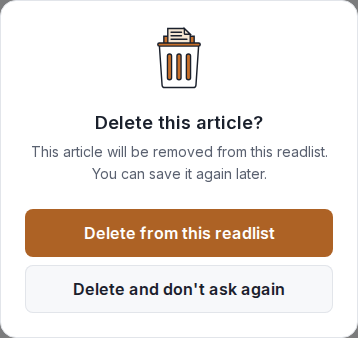 Delete this article?
This article will be removed from this readlist.
You can save it again later.
Delete from this readlist
Delete and don't ask again